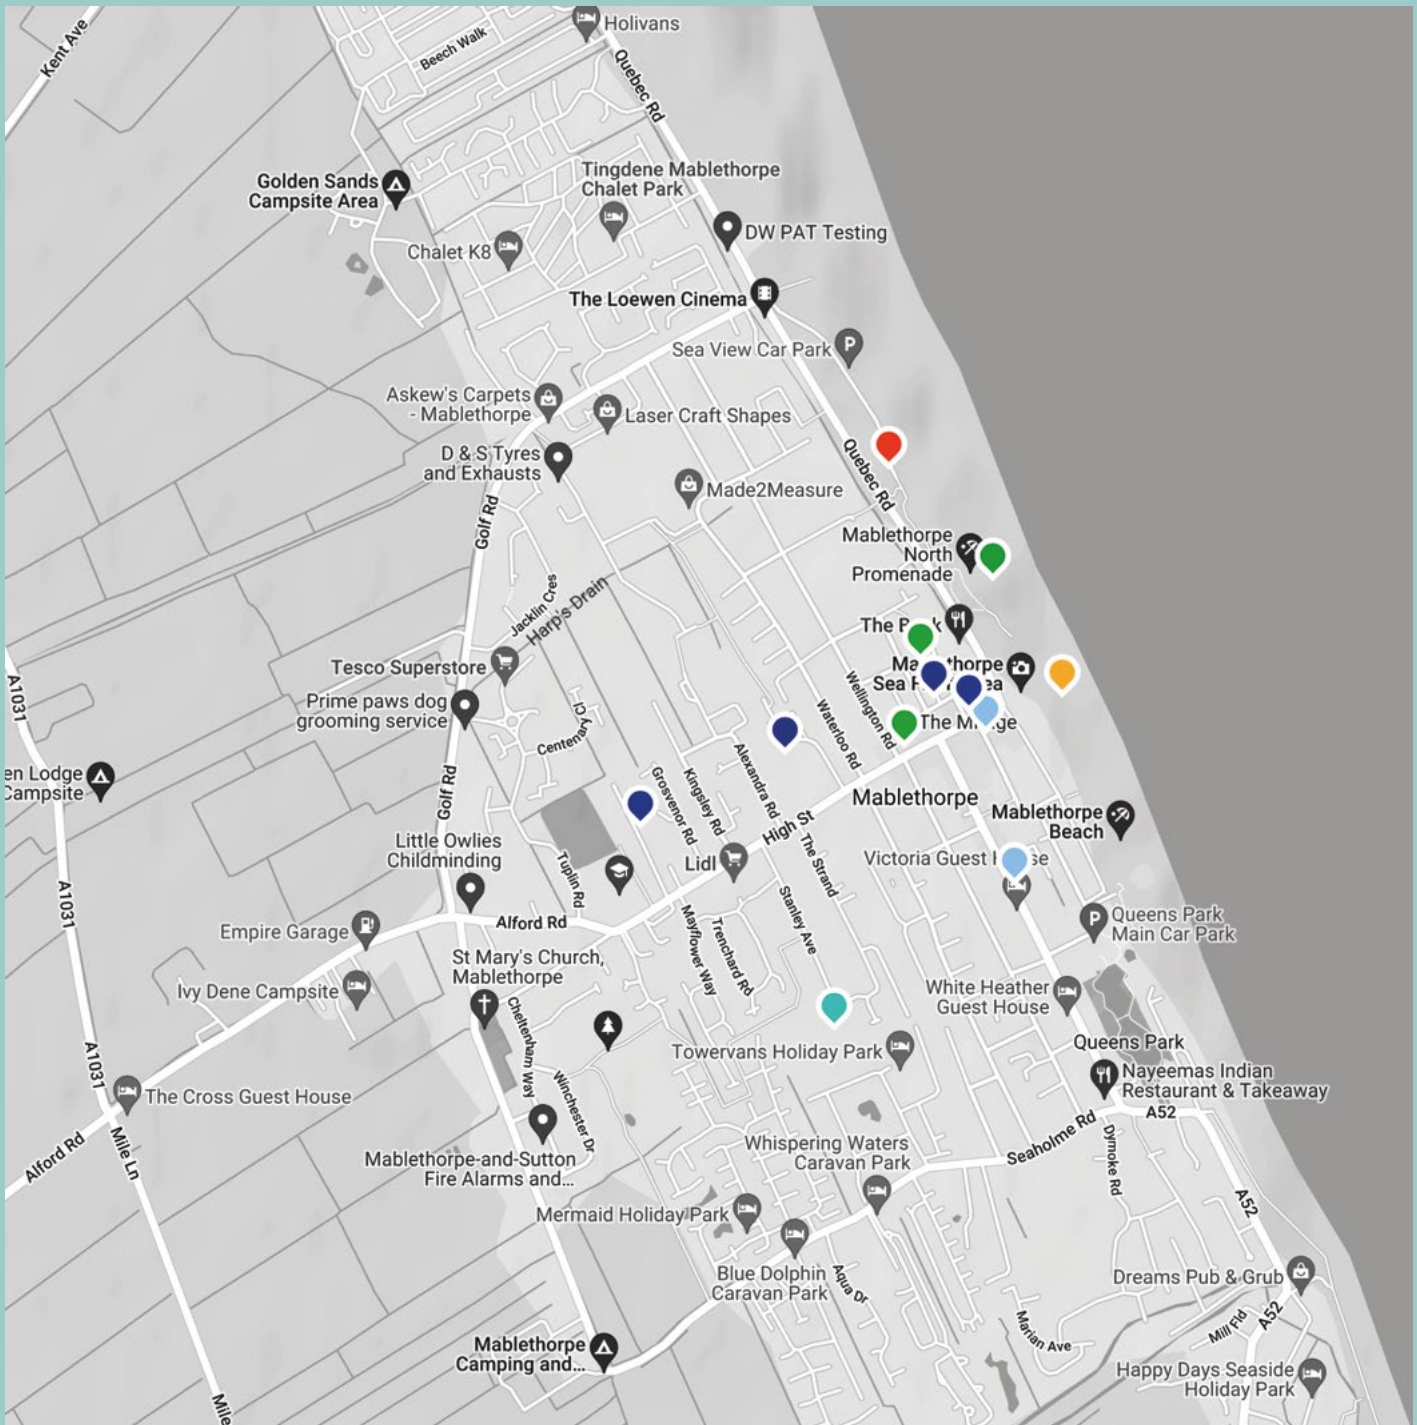 Kent Ave
Beech Walk
Holivans
Quebec Rd
Golden Sands
Campsite Area
Tingdene Mablethorpe
Chalet Park
Chalet K8
DW PAT Testing
The Loewen Cinema
Sea View Car Park
Askew's Carpets
- Mablethorpe
Laser Craft Shapes
D & S Tyres
and Exhausts
Quebec Rd
Made2Measure
Golf Rd
Mablethorpe
North
Promenade
Jacklin Cres
Harp's Drain
The
Tesco Superstore
Sea
Prime paws dog
grooming service
A1031
Centenary Cl
Wellington Rd
Waterloo Rd
The
Alexandra Rd
Campsite
Lodge
Golf Rd
Grosvenor Rd
Kingsley Rd
Mablethorpe
High St
Mablethorpe
Beach
Little Owlies
Childminding
Tuplin Rd
Lidl
The Strand
Victoria Guest
A1031
Stanley Ave
Empire Garage
Alford Rd
Mayflower Way
Trenchard Rd
Queens Park
Main Car Park
St Mary's Church,
Mablethorpe
Ivy Dene Campsite
White Heather
Guest House
Cheltenham Way
Towervans Holiday Park
Queens Park
A1031
The Cross Guest House
Winchester Dr
Nayeemas Indian
Restaurant & Takeaway
A52
Alford Rd
Mile Ln
Mablethorpe-and-Sutton
Fire Alarms and...
Whispering Waters
Caravan Park
Seaholme Rd
Dymoke Rd
A52
Mermaid Holiday Park
Blue Dolphin
Caravan Park
Aqua Dr
Dreams Pub & Grub
Marian Ave
Mill Fld
A52
Mablethorpe
Camping and...
Happy Days Seaside
Holiday Park
Mile